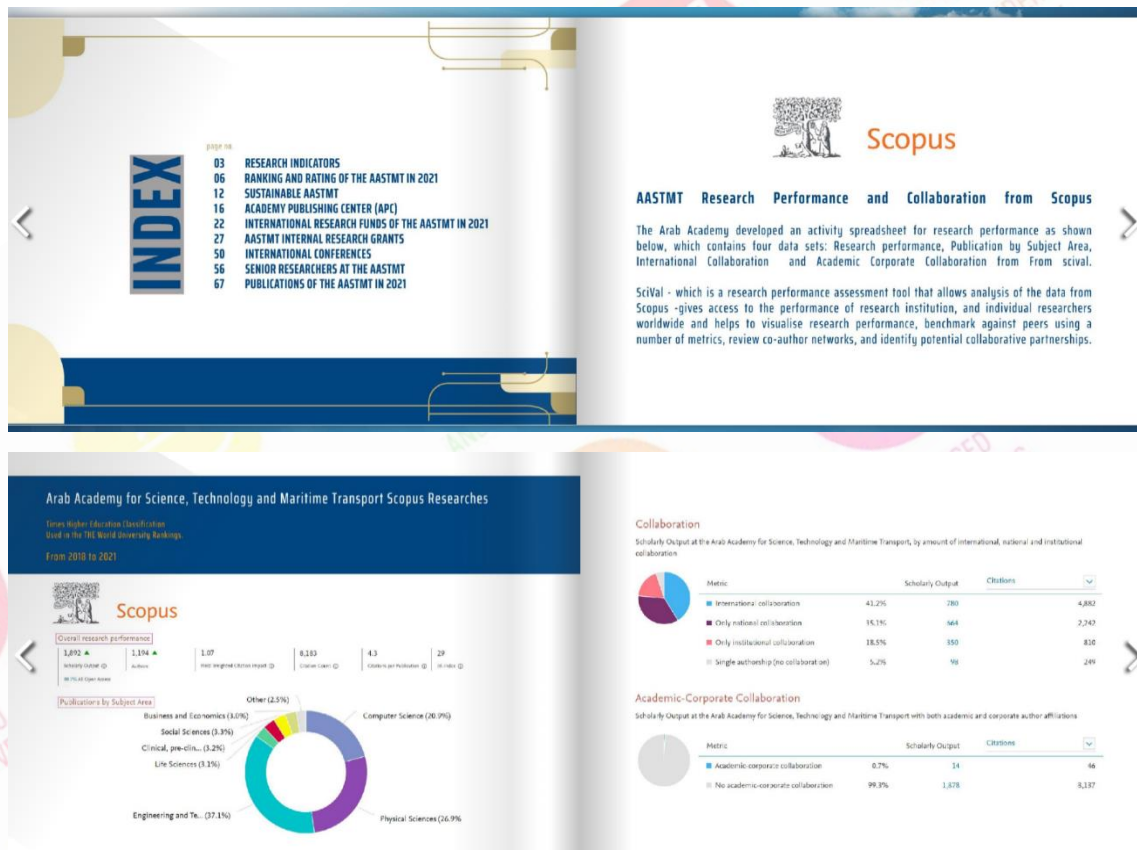 INDEX
page no.
03 RESEARCH INDICATORS
06 RANKING AND RATING OF THE AASTMT IN 2021
12 SUSTAINABLE AASTMT
16 ACADEMY PUBLISHING CENTER (APC)
22 INTERNATIONAL RESEARCH FUNDS OF THE AASTMT IN 2021
27 AASTMT INTERNAL RESEARCH GRANTS
50 INTERNATIONAL CONFERENCES
56 SENIOR RESEARCHERS AT THE AASTMT
67 PUBLICATIONS OF THE AASTMT IN 2021
Scopus
AASTMT Research Performance and Collaboration from Scopus
The Arab Academy developed an activity spreadsheet for research performance as shown
below, which contains four data sets: Research performance, Publication by Subject Area,
International Collaboration and Academic Corporate Collaboration from From scival.
SciVal - which is a research performance assessment tool that allows analysis of the data from
Scopus -gives access to the performance of research institution, and individual researchers
worldwide and helps to visualise research performance, benchmark against peers using a
number of metrics, review co-author networks, and identify potential collaborative partnerships.
Arab Academy for Science, Technology and Maritime Transport Scopus Researches
Times Higher Education Classification
Used in the THE World University Rankings
From 2018 to 2021
Scopus
Overall research performance
1,892 1,194 1.07 8,183 4.3 29
Scholarly Output Authors Field Weighted Citation Impact Citation Count Citations per Publication
Open Access
Publications by Subject Area
Other (2.5%)
Business and Economics (3.0%)
Computer Science (20.9%)
Social Sciences (3.3%)
Clinical, pre-clin... (3.2%)
Life Sciences (3.1%)
Engineering and Te... (37.1%)
Physical Sciences (26.9%
Collaboration
Scholarly Output at the Arab Academy for Science, Technology and Maritime Transport, by amount of international, national and institutional
collaboration
Metric Scholarly Output Citations
International collaboration 41.2% 780 4,882
Only national collaboration 35.1% 664 2,242
Only institutional collaboration 18.5% 350 810
Single authorship (no collaboration) 5.2% 98 249
Academic-Corporate Collaboration
Scholarly Output at the Arab Academy for Science, Technology and Maritime Transport with both academic and corporate author affiliations
Metric Scholarly Output Citations
Academic-corporate collaboration 0.7% 14 46
No academic-corporate collaboration 99.3% 1,878 8,137